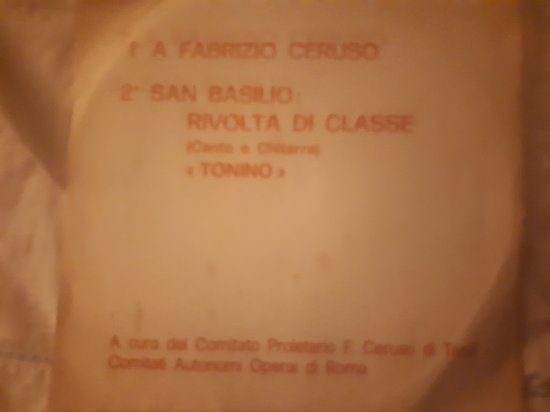 1° A FABRIZIO CERUSO
2° SAN BASILIO:
RIVOLTA DI CLASSE
(Canto e Chitarra)
« TONINO »
A cura del Comitato Proletario F. Ceruso di Tivoli
Comitati Autonomi Operai di Roma